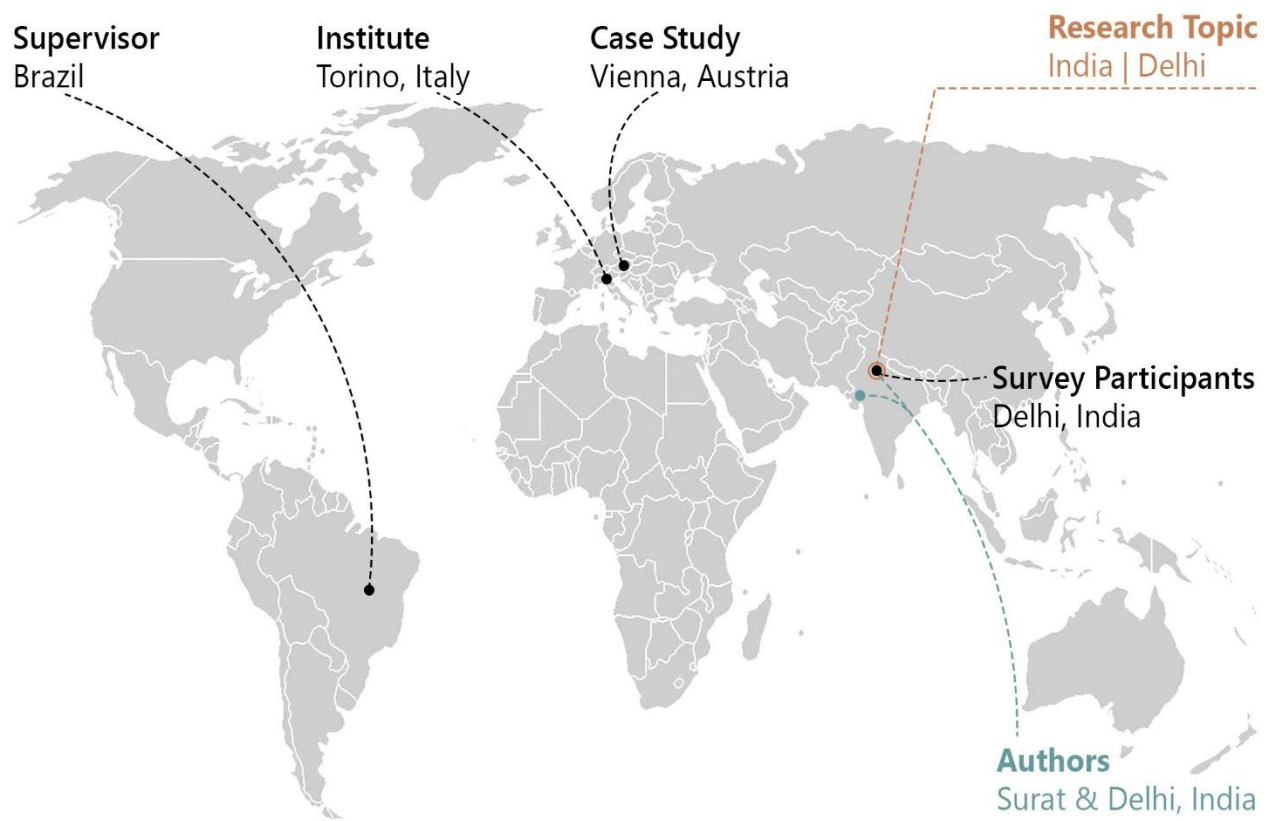 Supervisor
Brazil
Institute
Torino, Italy
Case Study
Vienna, Austria
Research Topic
India | Delhi
Survey Participants
Delhi, India
Authors
Surat & Delhi, India